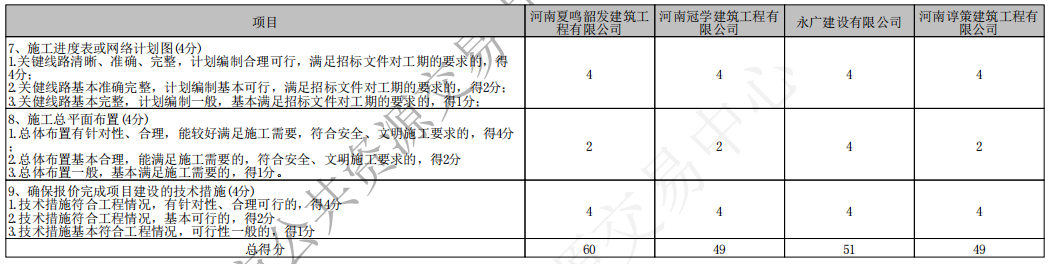 项目 河南夏鸣韶发建筑工程有限公司 河南冠学建筑工程有限公司 永广建设有限公司 河南谆策建筑工程有限公司
7、施工进度表或网络计划图(4分)
1.关键线路清晰、准确、完整，计划编制合理可行，满足招标文件对工期的要求的，得
4分；
2.关健线路基本准确完整，计划编制基本可行，满足招标文件对工期的要求的，得2分；
3.关健线路基本完整，计划编制一般，基本满足招标文件对工期的要求的，得1分；
4 4 4 4
8、施工总平面布置(4分)
1.总体布置有针对性、合理，能较好满足施工需要，符合安全、文明施工要求的，得4分
；
2.总体布置基本合理，能满足施工需要的，符合安全、文明施工要求的，得2分
3.总体布置一般，基本满足施工需要的，得1分。
2 2 4 2
9、确保报价完成项目建设的技术措施(4分)
1.技术措施符合工程情况，有针对性、合理可行的，得4分
2.技术措施符合工程情况，基本可行的，得2分
3.技术措施基本符合工程情况，可行性一般的，得1分
4 4 4 4
总得分 60 49 51 49
公共资源交易
交易中心